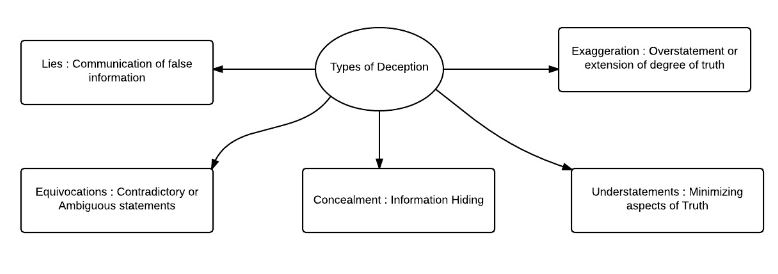 Types of Deception
Lies : Communication of false
information
Exaggeration : Overstatement or
extension of degree of truth
Equivocations : Contradictory or
Ambiguous statements
Concealment : Information Hiding
Understatements : Minimizing
aspects of Truth